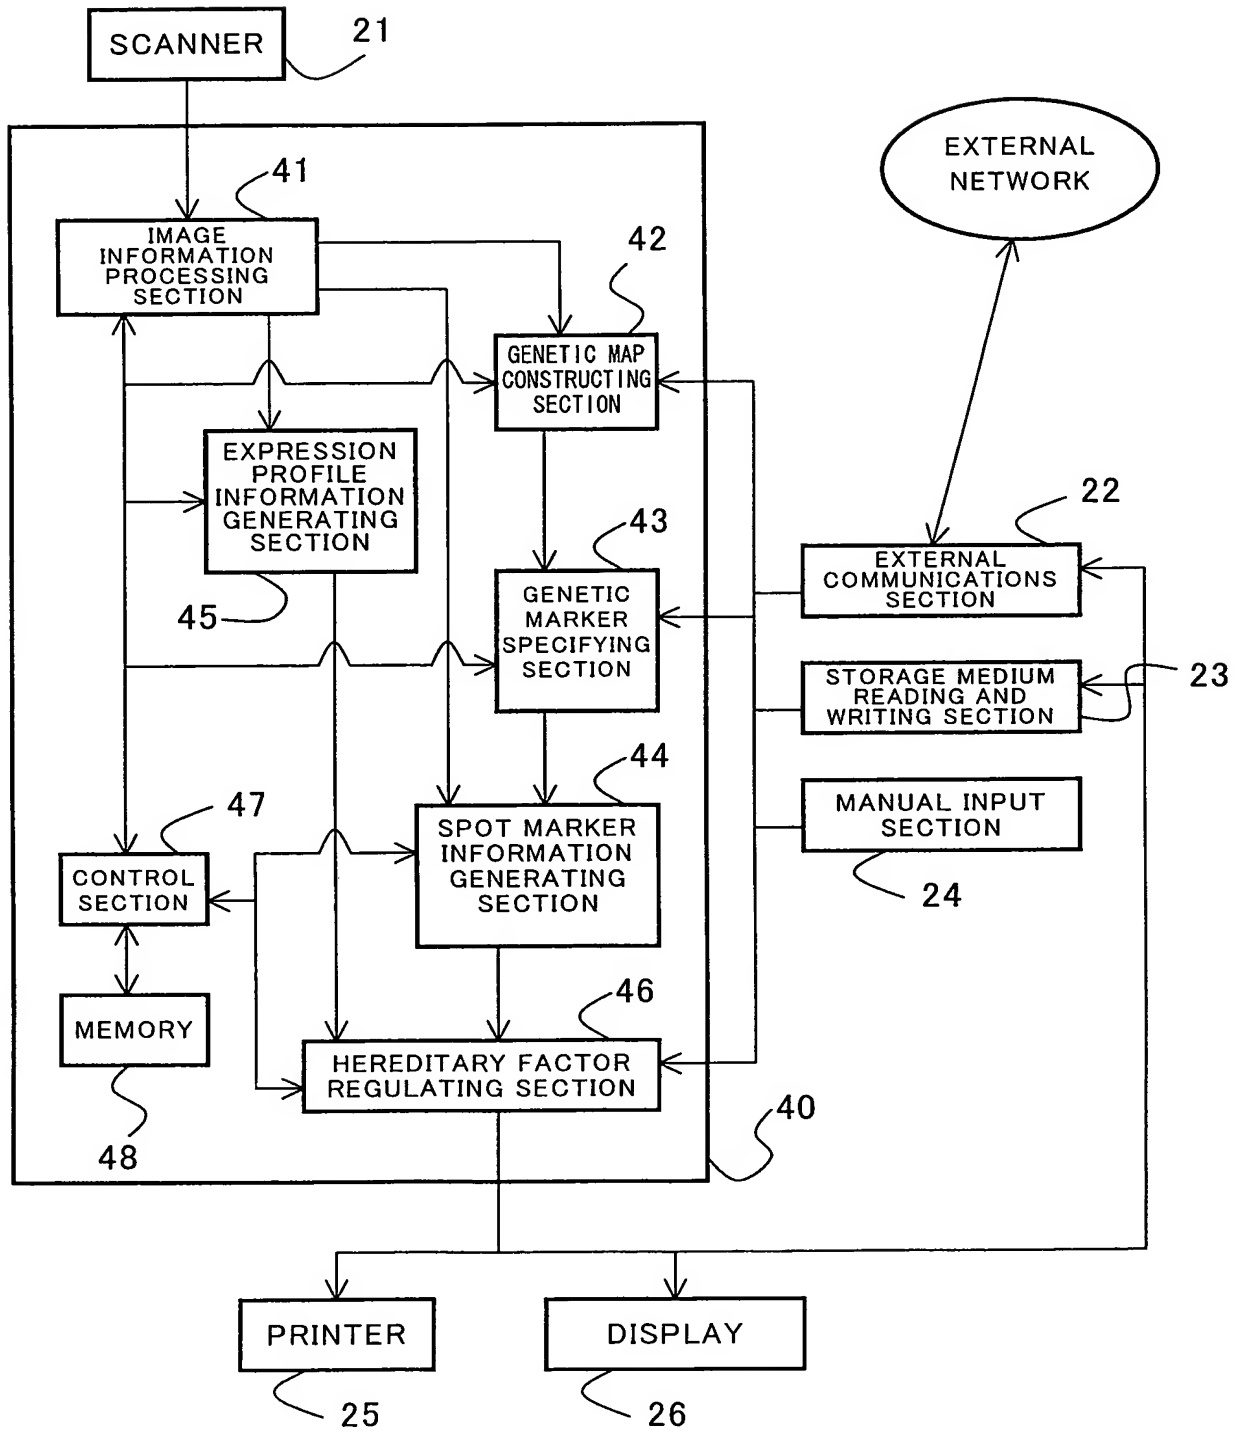 SCANNER
21
EXTERNAL
NETWORK
41
IMAGE
INFORMATION
PROCESSING
SECTION
42
GENETIC MAP
CONSTRUCTING
SECTION
EXPRESSION
PROFILE
INFORMATION
GENERATING
SECTION
45
43
GENETIC
MARKER
SPECIFYING
SECTION
22
EXTERNAL
COMMUNICATIONS
SECTION
STORAGE MEDIUM
READING AND
WRITING SECTION
23
MANUAL INPUT
SECTION
24
44
SPOT MARKER
INFORMATION
GENERATING
SECTION
47
CONTROL
SECTION
MEMORY
48
46
HEREDITARY FACTOR
REGULATING SECTION
40
PRINTER
25
DISPLAY
26